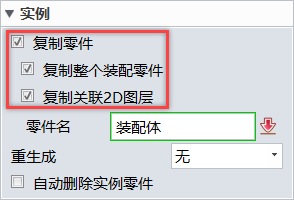 实例
复制零件
复制整个装配零件
复制关联2D图层
零件名 装配体
重生成 无
自动删除实例零件